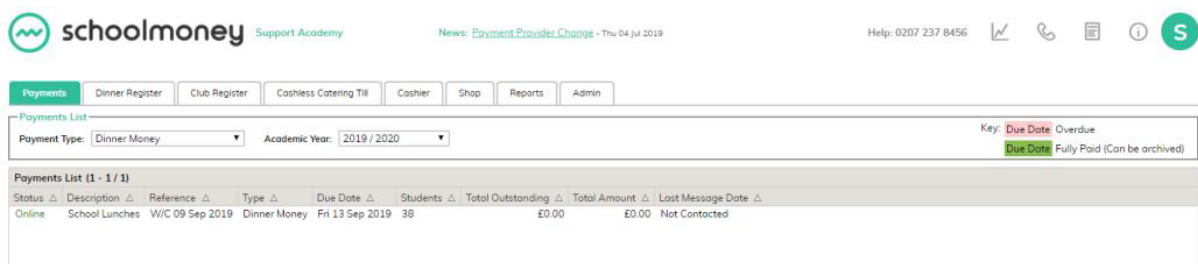 schoolmoney Support Academy News: Payment Provider Change - Thu 04 Jul 2019 Help: 0207 237 8456 S
Payments Dinner Register Club Register Cashless Catering Till Cashier Shop Reports Admin
Payments List
Payment Type: Dinner Money Academic Year: 2019 / 2020 Key: Due Date Overdue
Due Date Fully Paid (Can be archived)
Payments List (1 - 1 / 1)
Status △ Description △ Reference △ Type △ Due Date △ Students △ Total Outstanding △ Total Amount △ Last Message Date △
Online School Lunches W/C 09 Sep 2019 Dinner Money Fri 13 Sep 2019 38 £0.00 £0.00 Not Contacted